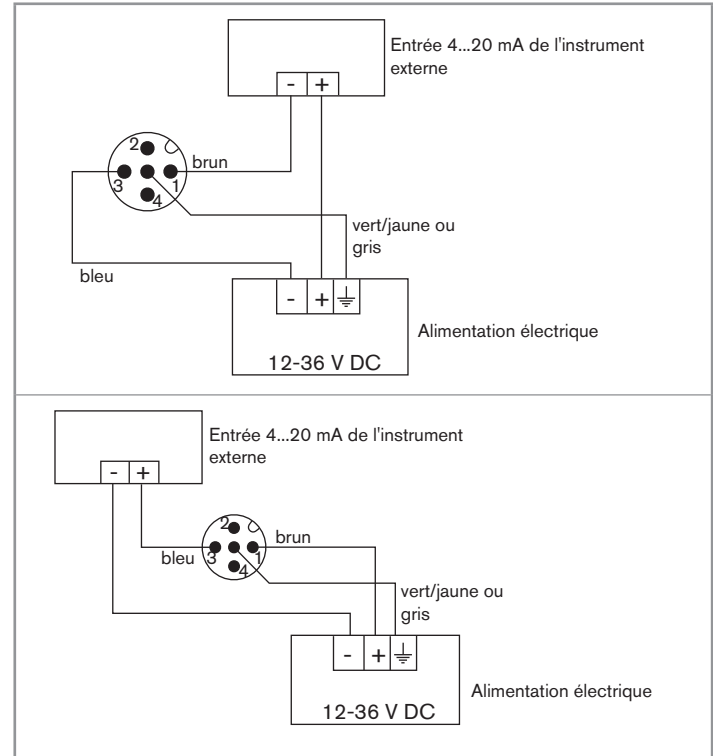 Entrée 4...20 mA de l'instrument
externe
- +
2
brun
3 1
4
vert/jaune ou
gris
bleu
- +
Alimentation électrique
12-36 V DC
Entrée 4...20 mA de l'instrument
externe
- +
2
brun
bleu 3 1
4
vert/jaune ou
gris
- +
Alimentation électrique
12-36 V DC